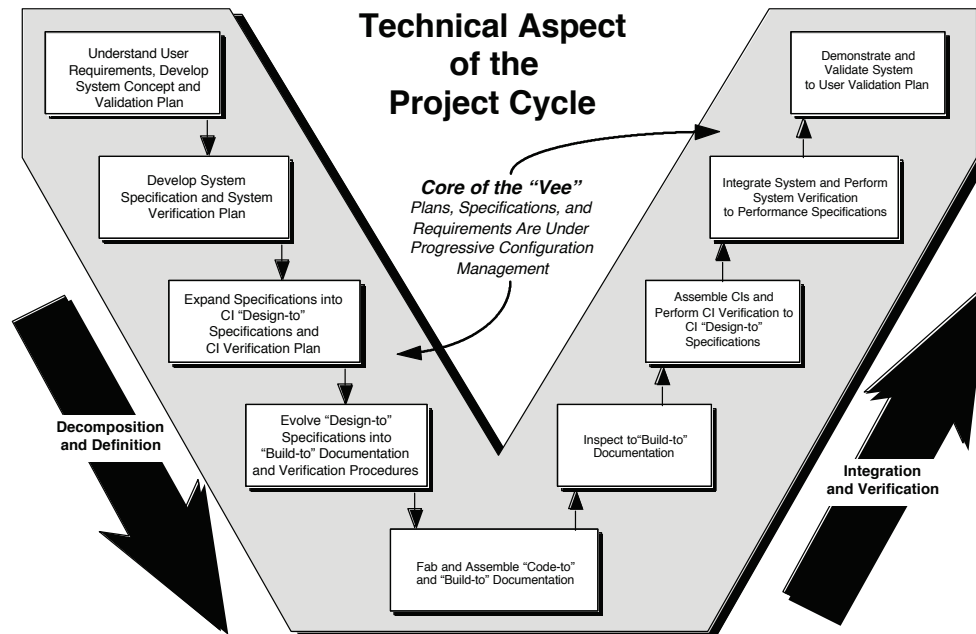 Technical Aspect
of the
Project Cycle
Understand User
Requirements, Develop
System Concept and
Validation Plan
Develop System
Specification and System
Verification Plan
Expand Specifications into
CI “Design-to”
Specifications and
CI Verification Plan
Evolve “Design-to”
Specifications into
“Build-to” Documentation
and Verification Procedures
Fab and Assemble “Code-to”
and “Build-to” Documentation
Inspect to“Build-to”
Documentation
Assemble CIs and
Perform CI Verification to
CI “Design-to”
Specifications
Integrate System and Perform
System Verification
to Performance Specifications
Demonstrate and
Validate System
to User Validation Plan
Core of the “Vee”
Plans, Specifications, and
Requirements Are Under
Progressive Configuration
Management
Decomposition
and Definition
Integration
and Verification